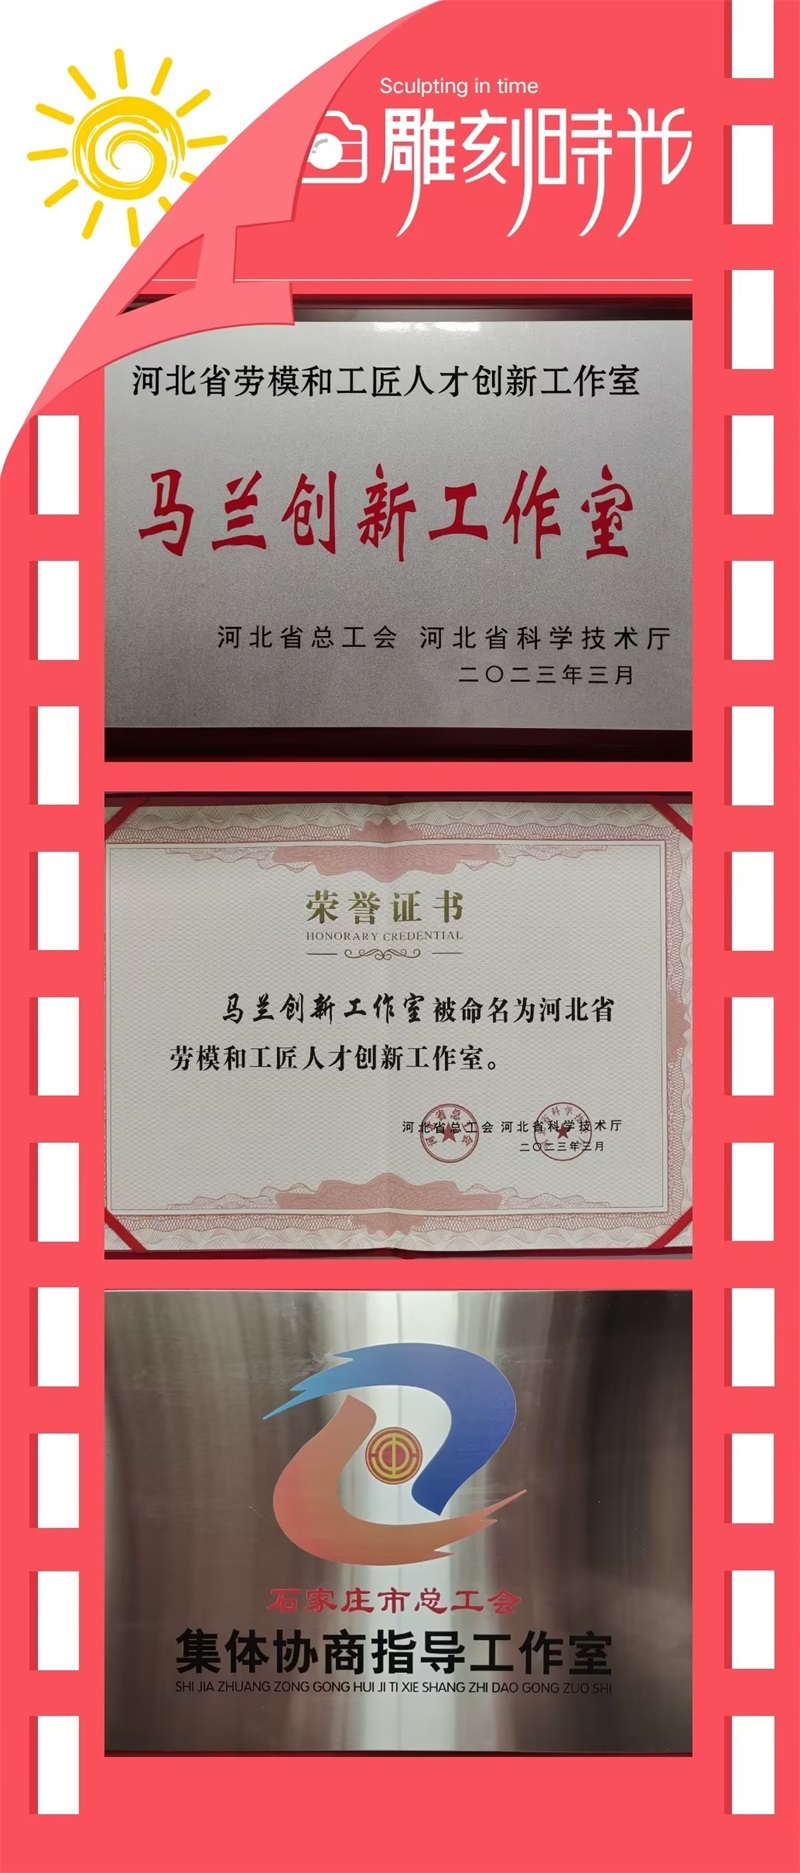 Sculpting in time
雕刻時光
河北省劳模和工匠人才创新工作室
马兰创新工作室
河北省总工会 河北省科学技术厅
二〇二三年三月
荣誉证书
HONORARY CREDENTIAL
马兰创新工作室被命名为河北省
劳模和工匠人才创新工作室。
河北省总工会 河北省科学技术厅
二〇二三年三月
石家庄市总工会
集体协商指导工作室
SHI JIA ZHUANG ZONG GONG HUI JI TI XIE SHANG ZHI DAO GONG ZUO SHI